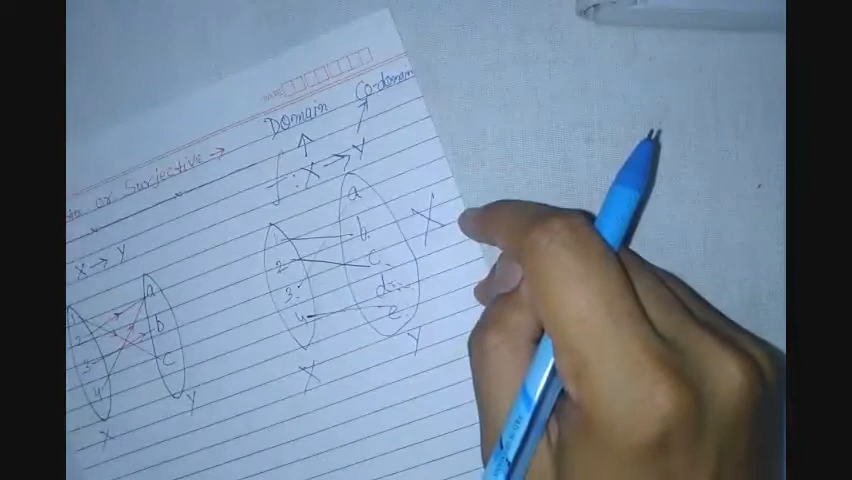 Domain Co-domain
or Surjective →
f : X → Y
X → Y
a
1 b
2 c
3 d
4 e
X Y
1 a
2 b
3 c
4
X Y